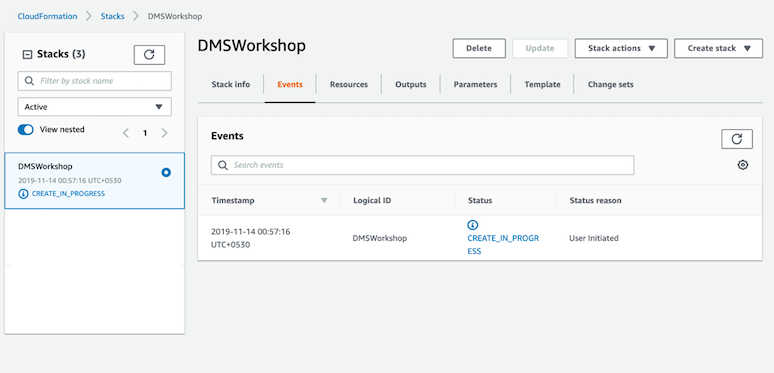 CloudFormation > Stacks > DMSWorkshop
Stacks (3)
Filter by stack name
Active
View nested
1
DMSWorkshop
2019-11-14 00:57:16 UTC+0530
CREATE_IN_PROGRESS
DMSWorkshop
Delete
Update
Stack actions
Create stack
Stack info
Events
Resources
Outputs
Parameters
Template
Change sets
Events
Search events
Timestamp
Logical ID
Status
Status reason
2019-11-14 00:57:16
UTC+0530
DMSWorkshop
CREATE_IN_PROGR
ESS
User Initiated